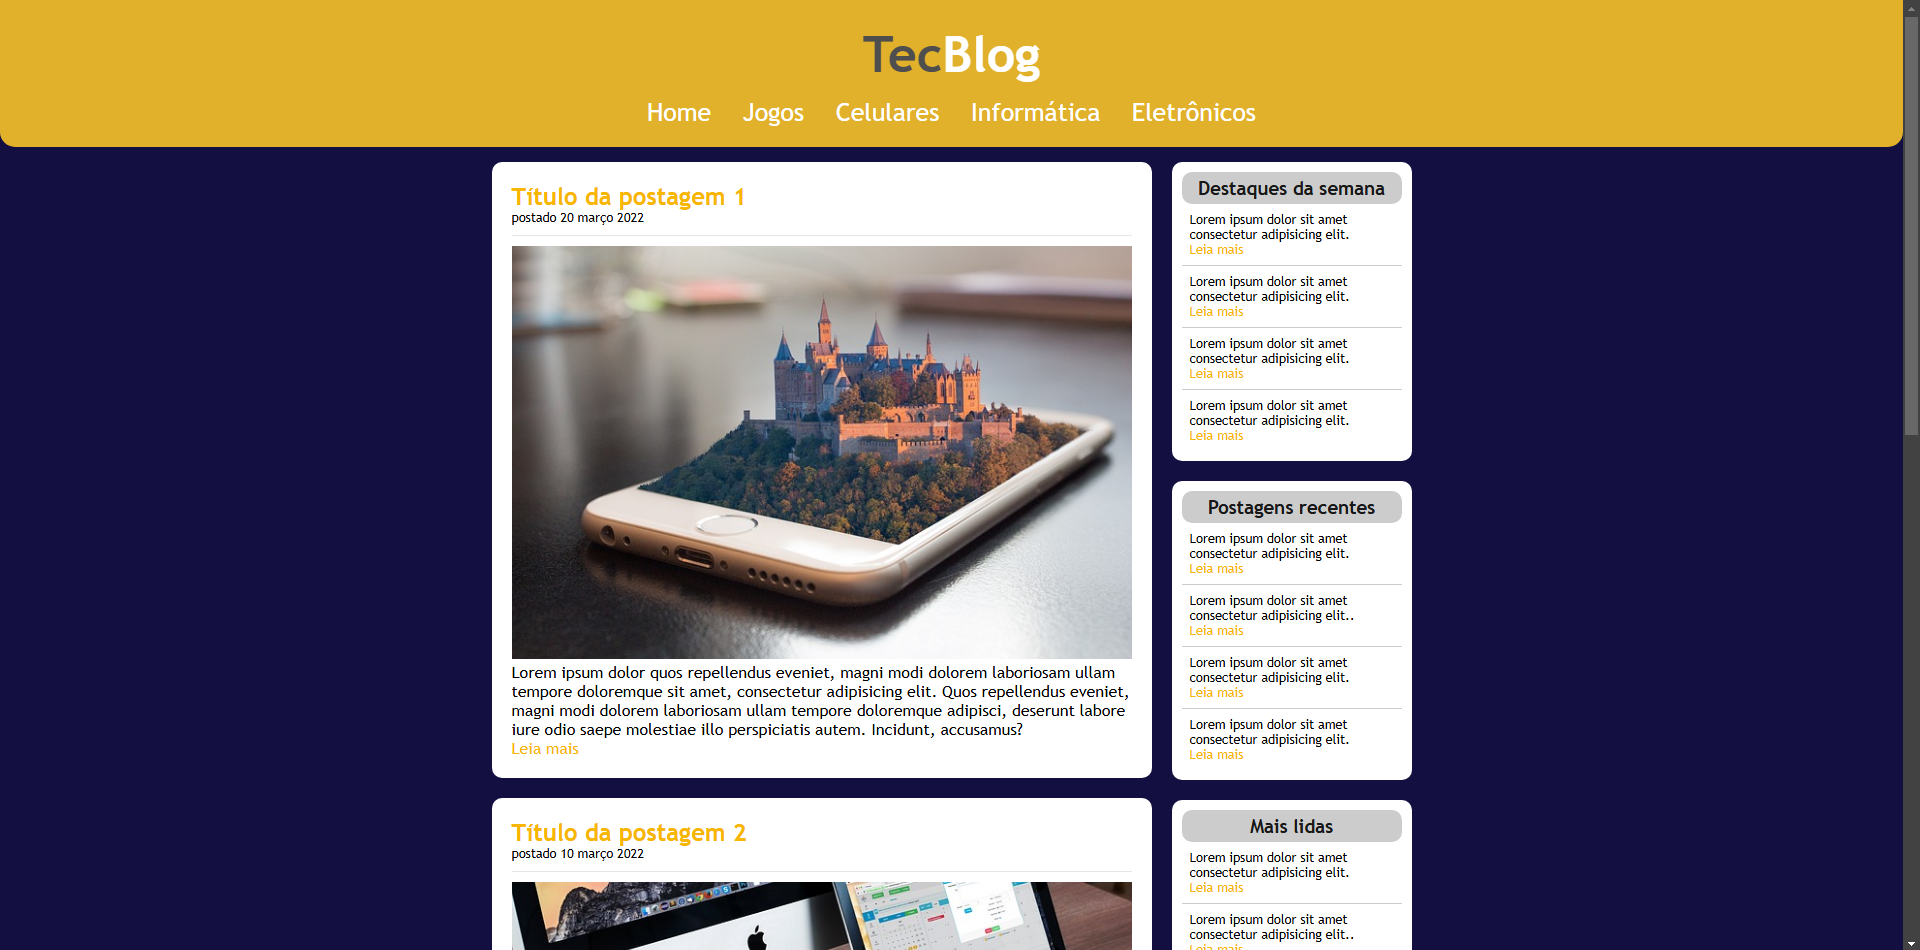 TecBlog
Home Jogos Celulares Informática Eletrônicos
Título da postagem 1
postado 20 março 2022
Lorem ipsum dolor quos repellendus eveniet, magni modi dolorem laboriosam ullam
tempore doloremque sit amet, consectetur adipisicing elit. Quos repellendus eveniet,
magni modi dolorem laboriosam ullam tempore doloremque adipisci, deserunt labore
iure odio saepe molestiae illo perspiciatis autem. Incidunt, accusamus?
Leia mais
Título da postagem 2
postado 10 março 2022
Destaques da semana
Lorem ipsum dolor sit amet
consectetur adipisicing elit.
Leia mais
Lorem ipsum dolor sit amet
consectetur adipisicing elit.
Leia mais
Lorem ipsum dolor sit amet
consectetur adipisicing elit.
Leia mais
Lorem ipsum dolor sit amet
consectetur adipisicing elit.
Leia mais
Postagens recentes
Lorem ipsum dolor sit amet
consectetur adipisicing elit.
Leia mais
Lorem ipsum dolor sit amet
consectetur adipisicing elit..
Leia mais
Lorem ipsum dolor sit amet
consectetur adipisicing elit.
Leia mais
Lorem ipsum dolor sit amet
consectetur adipisicing elit.
Leia mais
Mais lidas
Lorem ipsum dolor sit amet
consectetur adipisicing elit.
Leia mais
Lorem ipsum dolor sit amet
consectetur adipisicing elit..
Leia mais